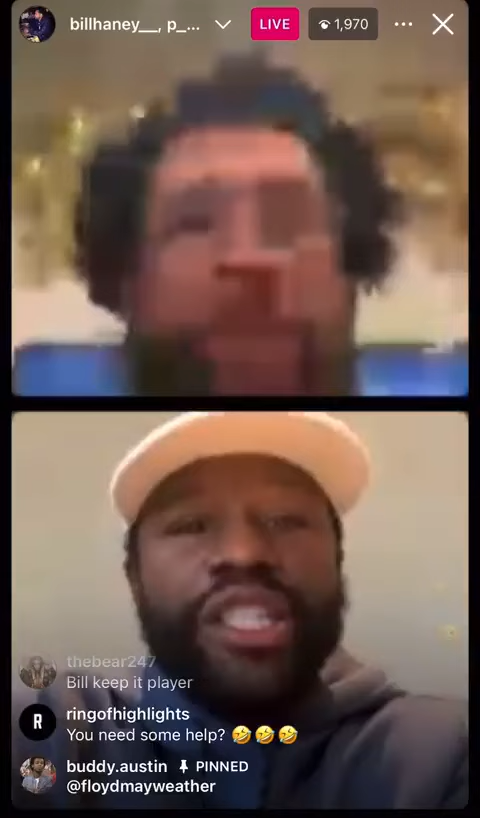 billhaney__, p_...
LIVE
1,970
thebear247
Bill keep it player
R
ringofhighlights
You need some help? 🤣🤣🤣
buddy.austin PINNED
@floydmayweather